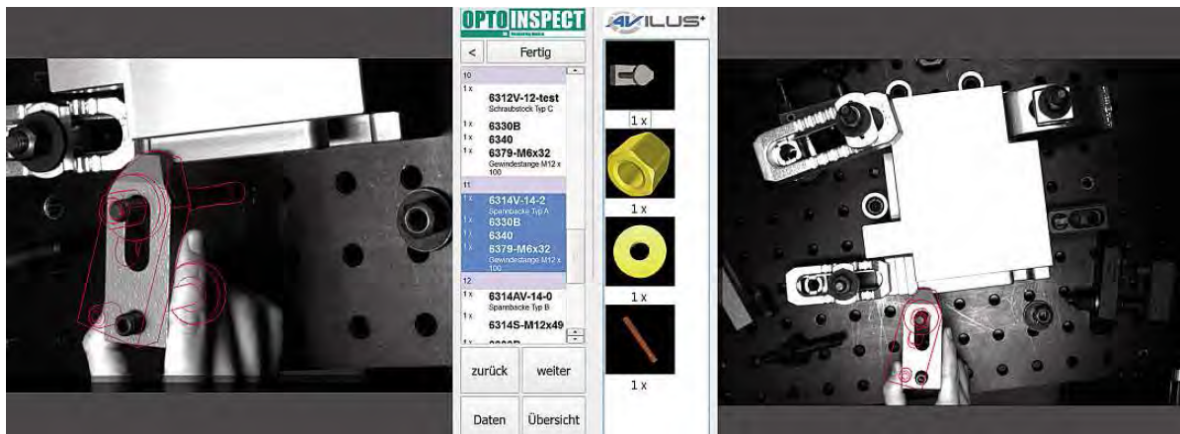 OPTOINSPECT
<
Fertig
10
1 x
6312V-12-test
Schraubstock Typ C
1 x
6330B
1 x
6340
1 x
6379-M6x32
Gewindestange M12 x
100
11
1 x
6314V-14-2
Spannbacke Typ A
1 x
6330B
1 x
6340
1 x
6379-M6x32
Gewindestange M12 x
100
12
1 x
6314AV-14-0
Spannbacke Typ B
1 x
6314S-M12x49
zurück
weiter
Daten
Übersicht
AVILUS+
1 x
1 x
1 x
1 x